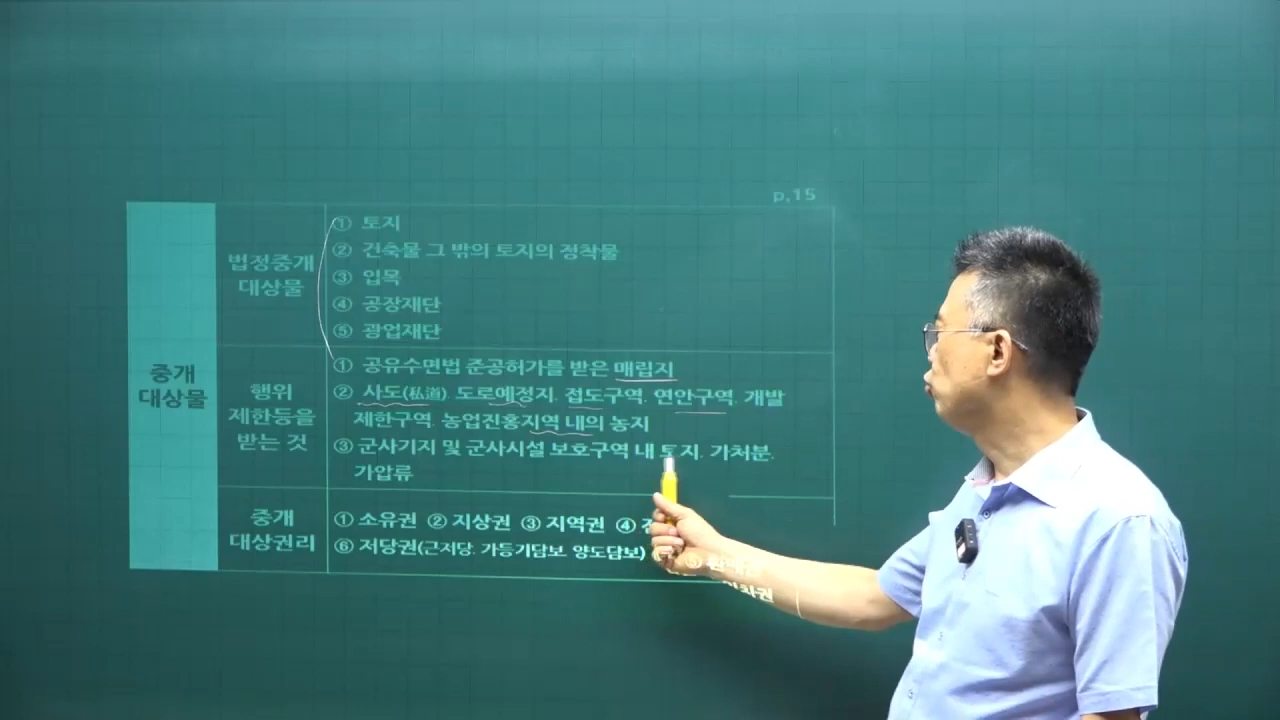 p.15
중개
대상물
법정중개
대상물
① 토지
② 건축물 그 밖의 토지의 정착물
③ 입목
④ 공장재단
⑤ 광업재단
행위
제한등을
받는 것
① 공유수면법 준공허가를 받은 매립지
② 사도(私道). 도로예정지. 접도구역. 연안구역. 개발
제한구역. 농업진흥지역 내의 농지
③ 군사기지 및 군사시설 보호구역 내 토지. 가처분.
가압류
중개
대상권리
① 소유권 ② 지상권 ③ 지역권 ④
⑥ 저당권(근저당. 가등기담보. 양도담보)